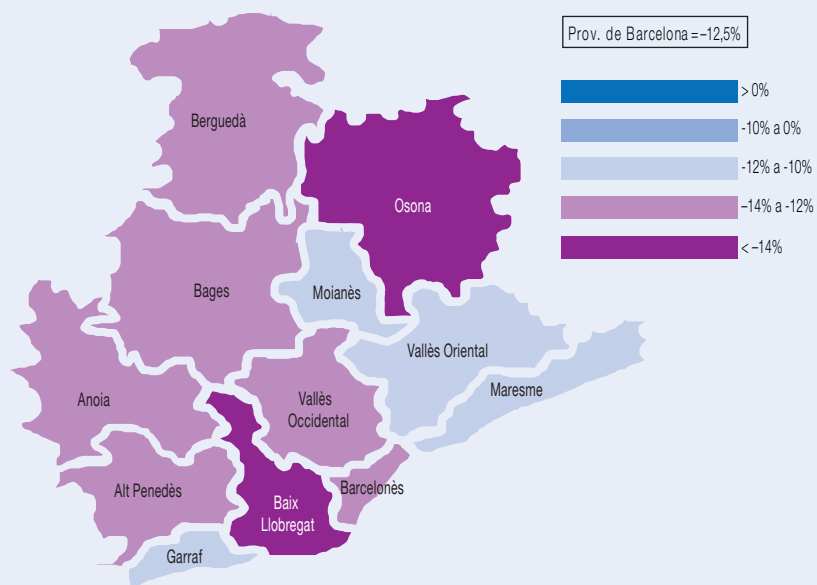 Prov. de Barcelona = –12,5%
> 0%
-10% a 0%
-12% a -10%
–14% a -12%
< –14%
Berguedà
Osona
Bages
Moianès
Vallès Oriental
Maresme
Anoia
Vallès
Occidental
Alt Penedès
Barcelonès
Baix
Llobregat
Garraf